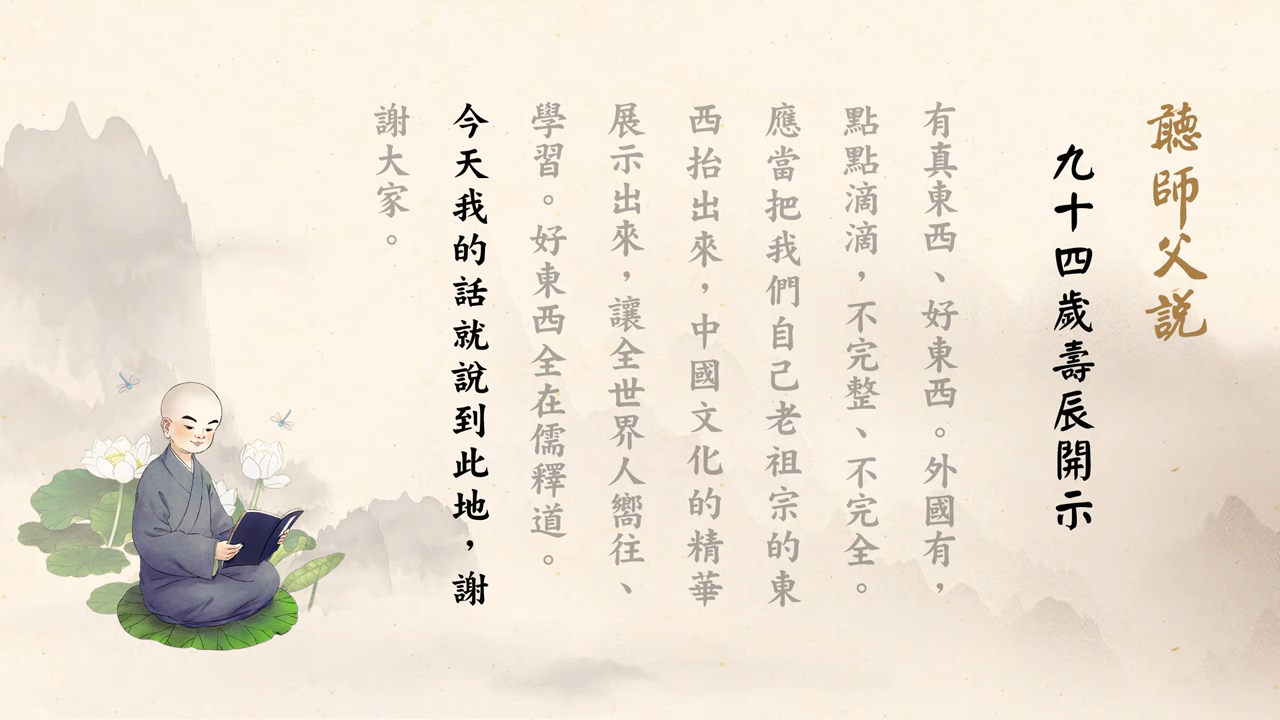 聽師父説
九十四歲壽辰開示
有真東西、好東西。外國有，
點點滴滴，不完整、不完全。
應當把我們自己老祖宗的東
西抬出來，中國文化的精華
展示出來，讓全世界人嚮往、
學習。好東西全在儒釋道。
今天我的話就說到此地，謝
謝大家。